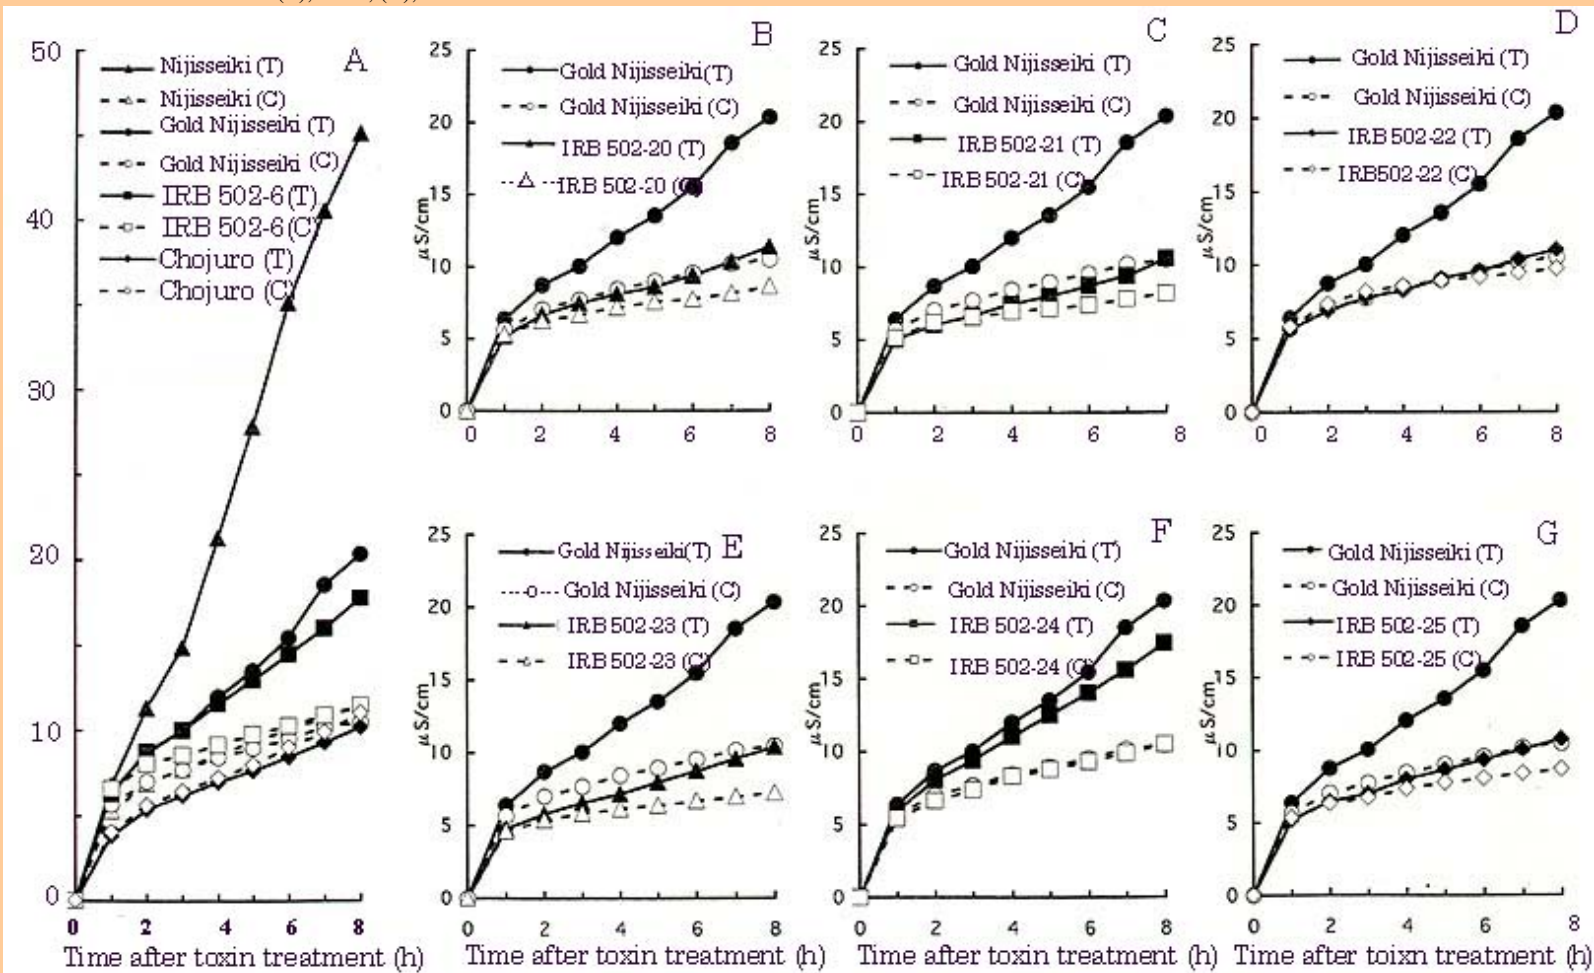 50
40
30
20
10
0
A
Nijisseiki (T)
Nijisseiki (C)
Gold Nijisseiki (T)
Gold Nijisseiki (C)
IRB 502-6 (T)
IRB 502-6 (C)
Chojuro (T)
Chojuro (C)
0 2 4 6 8
Time after toxin treatment (h)
B
25
20
15
10
5
0
μS/cm
Gold Nijisseiki(T)
Gold Nijisseiki (C)
IRB 502-20 (T)
IRB 502-20 (C)
0 2 4 6 8
C
25
20
15
10
5
0
μS/cm
Gold Nijisseiki (T)
Gold Nijisseiki (C)
IRB 502-21 (T)
IRB 502-21 (C)
0 2 4 6 8
D
25
20
15
10
5
0
μS/cm
Gold Nijisseiki (T)
Gold Nijisseiki (C)
IRB 502-22 (T)
IRB502-22 (C)
0 2 4 6 8
E
25
20
15
10
5
0
μS/cm
Gold Nijisseiki(T)
Gold Nijisseiki (C)
IRB 502-23 (T)
IRB 502-23 (C)
0 2 4 6 8
Time after toxin treatment (h)
F
25
20
15
10
5
0
μS/cm
Gold Nijisseiki (T)
Gold Nijisseiki (C)
IRB 502-24 (T)
IRB 502-24 (C)
0 2 4 6 8
Time after toxin treatment (h)
G
25
20
15
10
5
0
μS/cm
Gold Nijisseiki (T)
Gold Nijisseiki (C)
IRB 502-25 (T)
IRB 502-25 (C)
0 2 4 6 8
Time after toixn treatment (h)